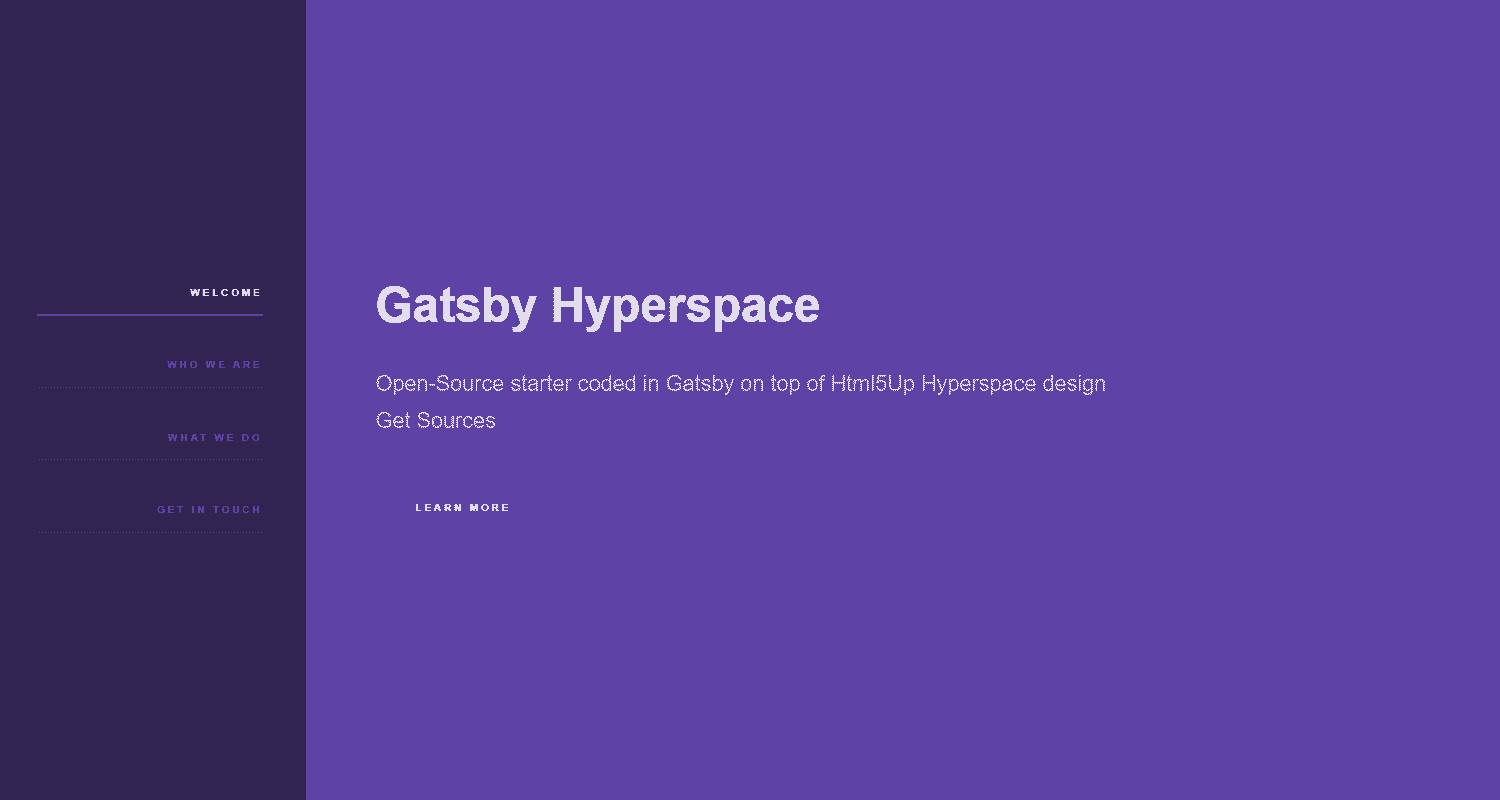 WELCOME
WHO WE ARE
WHAT WE DO
GET IN TOUCH
Gatsby Hyperspace
Open-Source starter coded in Gatsby on top of Html5Up Hyperspace design
Get Sources
LEARN MORE